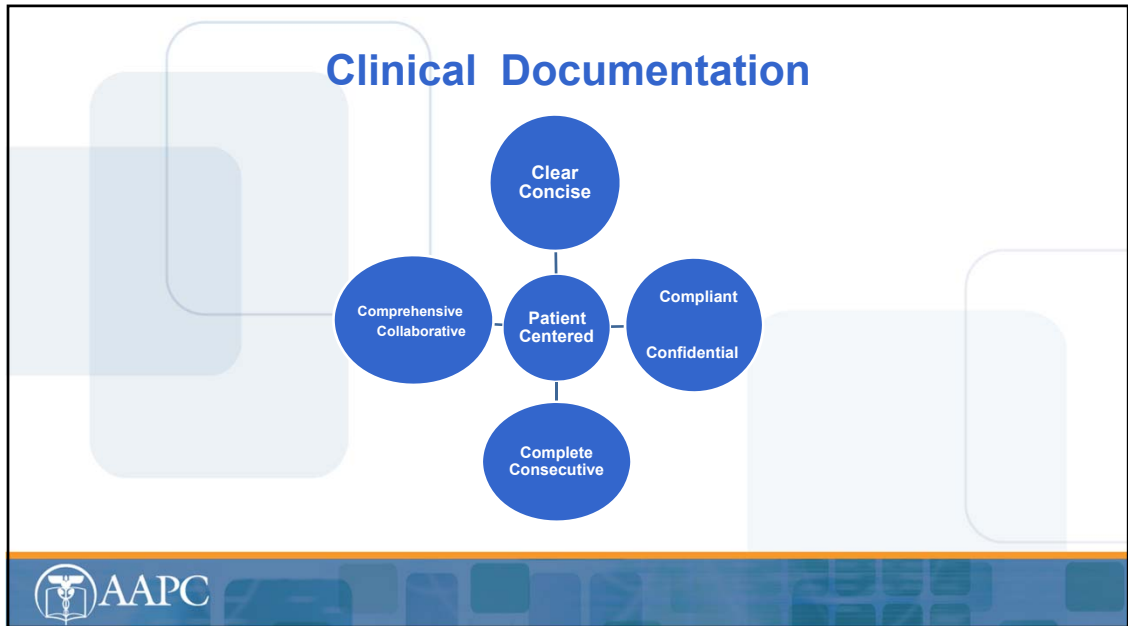 Clinical Documentation
Clear
Concise
Comprehensive
Collaborative
Patient
Centered
Compliant
Confidential
Complete
Consecutive
AAPC